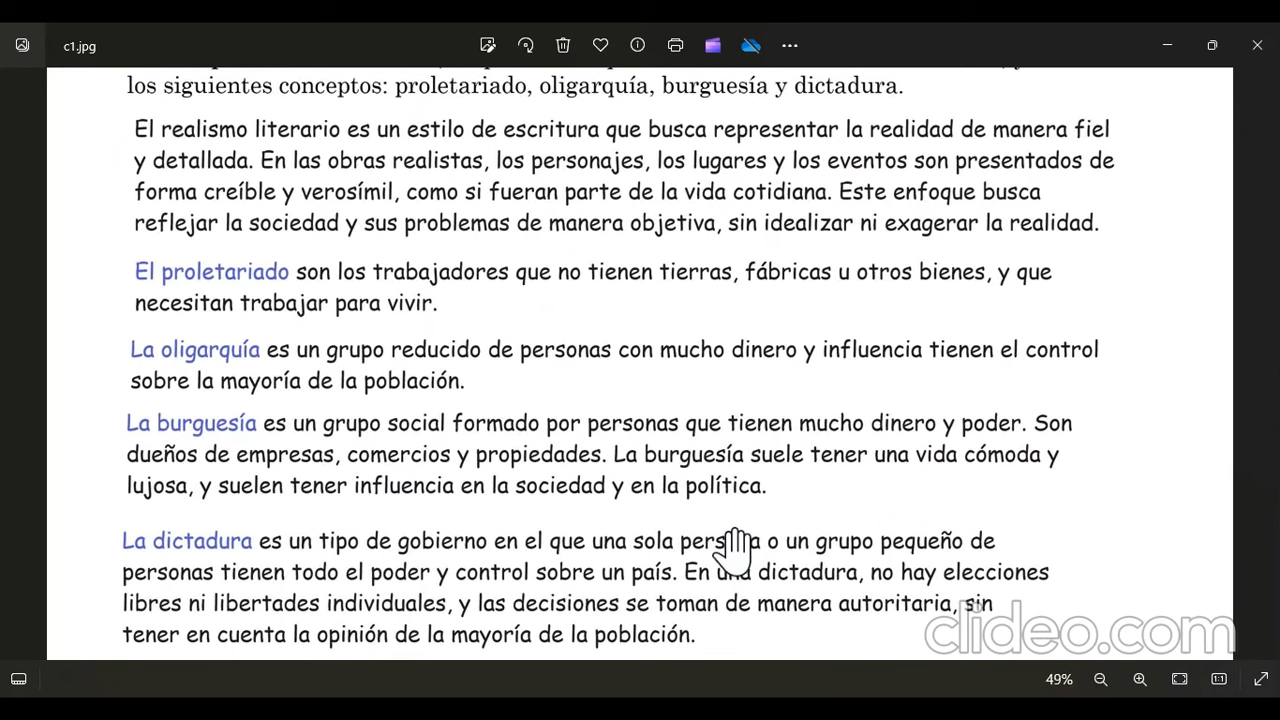 c1.jpg
los siguientes conceptos: proletariado, oligarquía, burguesía y dictadura.
El realismo literario es un estilo de escritura que busca representar la realidad de manera fiel
y detallada. En las obras realistas, los personajes, los lugares y los eventos son presentados de
forma creíble y verosímil, como si fueran parte de la vida cotidiana. Este enfoque busca
reflejar la sociedad y sus problemas de manera objetiva, sin idealizar ni exagerar la realidad.
El proletariado son los trabajadores que no tienen tierras, fábricas u otros bienes, y que
necesitan trabajar para vivir.
La oligarquía es un grupo reducido de personas con mucho dinero y influencia tienen el control
sobre la mayoría de la población.
La burguesía es un grupo social formado por personas que tienen mucho dinero y poder. Son
dueños de empresas, comercios y propiedades. La burguesía suele tener una vida cómoda y
lujosa, y suelen tener influencia en la sociedad y en la política.
La dictadura es un tipo de gobierno en el que una sola persona o un grupo pequeño de
personas tienen todo el poder y control sobre un país. En una dictadura, no hay elecciones
libres ni libertades individuales, y las decisiones se toman de manera autoritaria, sin
tener en cuenta la opinión de la mayoría de la población.
clideo.com
49%
1:1